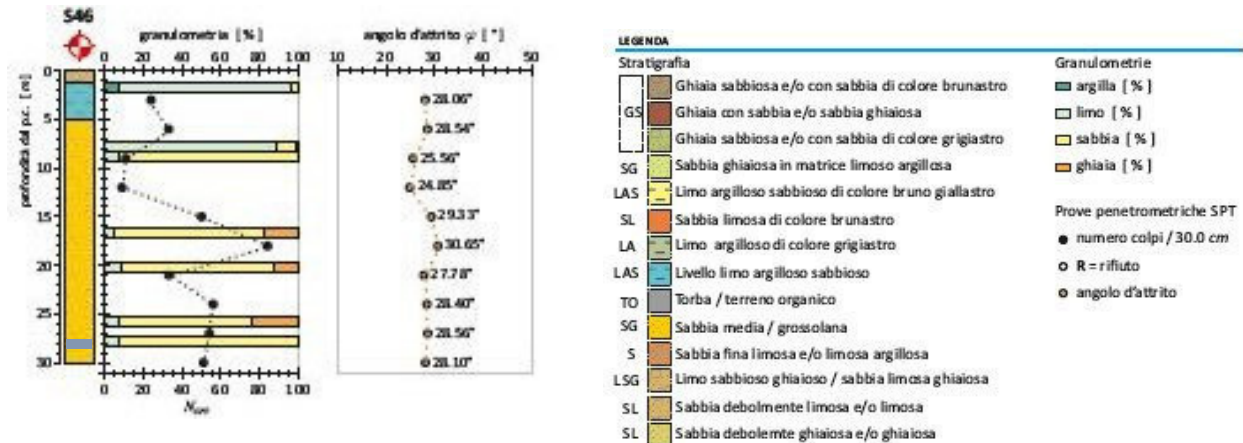 S46
granulometria [ % ]
0 20 40 60 80 100
angolo d'attrito φ [ ° ]
10 20 30 40 50
profondità dal p.c. [m]
0
5
10
15
20
25
30
28.06°
28.54°
25.56°
24.85°
29.33°
30.65°
27.78°
28.40°
28.56°
28.10°
0 20 40 60 80 100
LEGENDA
Stratigrafia
GS
Ghiaia sabbiosa e/o con sabbia di colore brunastro
Ghiaia con sabbia e/o sabbia ghiaiosa
Ghiaia sabbiosa e/o con sabbia di colore grigiastro
SG Sabbia ghiaiosa in matrice limoso argillosa
LAS Limo argilloso sabbioso di colore bruno giallastro
SL Sabbia limosa di colore brunastro
LA Limo argilloso di colore grigiastro
LAS Livello limo argilloso sabbioso
TO Torba / terreno organico
SG Sabbia media / grossolana
S Sabbia fina limosa e/o limosa argillosa
LSG Limo sabbioso ghiaioso / sabbia limosa ghiaiosa
SL Sabbia debolmente limosa e/o limosa
SL Sabbia debolemte ghiaiosa e/o ghiaiosa
Granulometrie
argilla [ % ]
limo [ % ]
sabbia [ % ]
ghiaia [ % ]
Prove penetrometriche SPT
numero colpi / 30.0 cm
R = rifiuto
angolo d'attrito